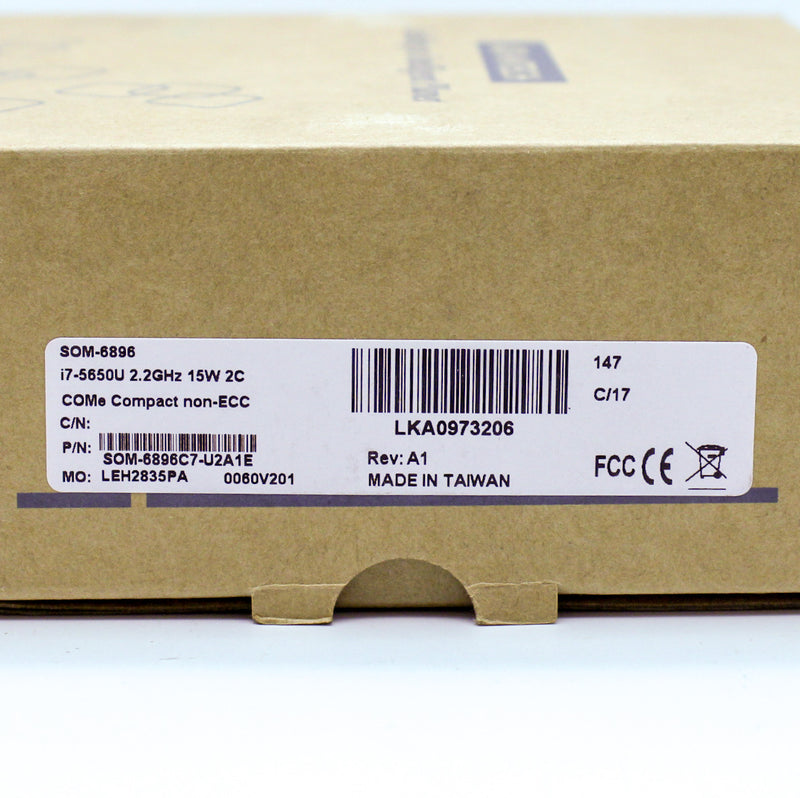 SOM-6896
i7-5650U 2.2GHz 15W 2C
COMe Compact non-ECC
C/N:
P/N:
SOM-6896C7-U2A1E
MO: LEH2835PA 0060V201
LKA0973206
Rev: A1
MADE IN TAIWAN
147
C/17
FCC CE